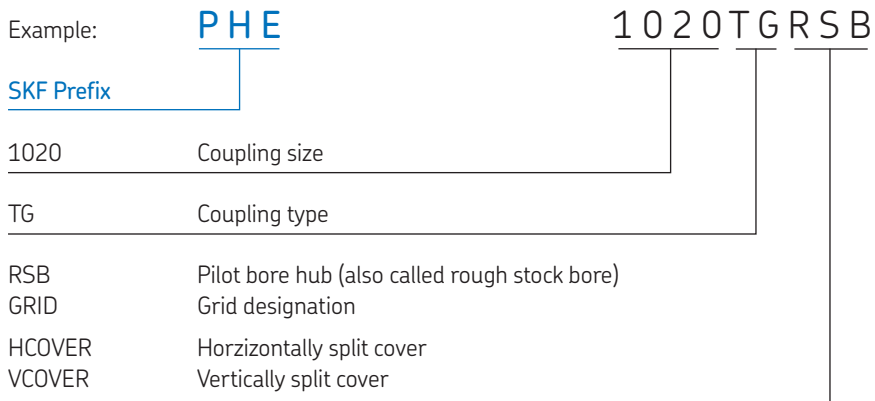 Example: PHE 1020TGRSB
SKF Prefix
1020 Coupling size
TG Coupling type
RSB Pilot bore hub (also called rough stock bore)
GRID Grid designation
HCOVER Horzizontally split cover
VCOVER Vertically split cover